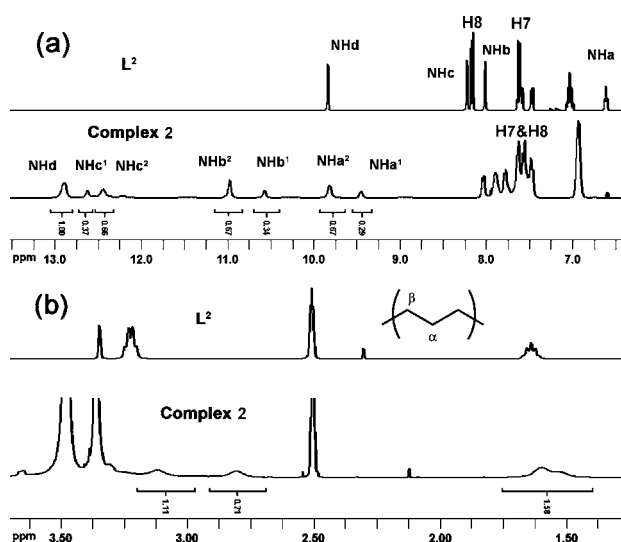 (a)
L²
NHd
NHc
H8
NHb
H7
NHa
Complex 2
NHd
NHc¹
NHc²
NHb²
NHb¹
NHa²
NHa¹
H7&H8
1.00
0.37
0.66
0.67
0.34
0.67
0.29
ppm 13.0 12.0 11.0 10.0 9.0 8.0 7.0
(b)
L²
β
α
Complex 2
1.11
0.71
1.58
ppm 3.50 3.00 2.50 2.00 1.50